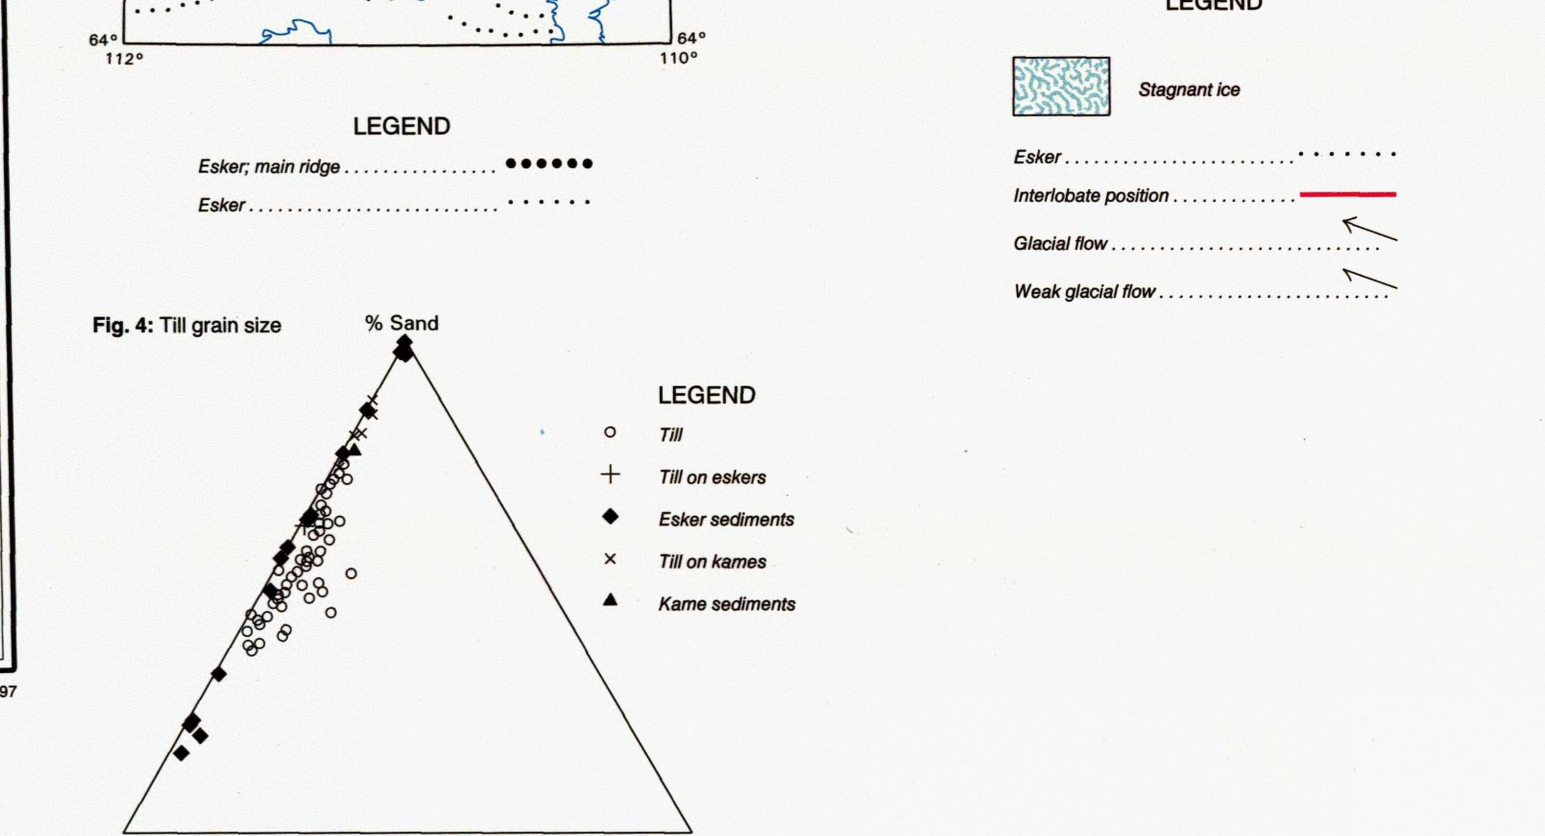 LEGEND
64°
64°
112°
110°
LEGEND
Esker; main ridge
Esker
Stagnant ice
Esker
Interlobate position
Glacial flow
Weak glacial flow
Fig. 4: Till grain size
% Sand
LEGEND
Till
Till on eskers
Esker sediments
Till on kames
Kame sediments
97